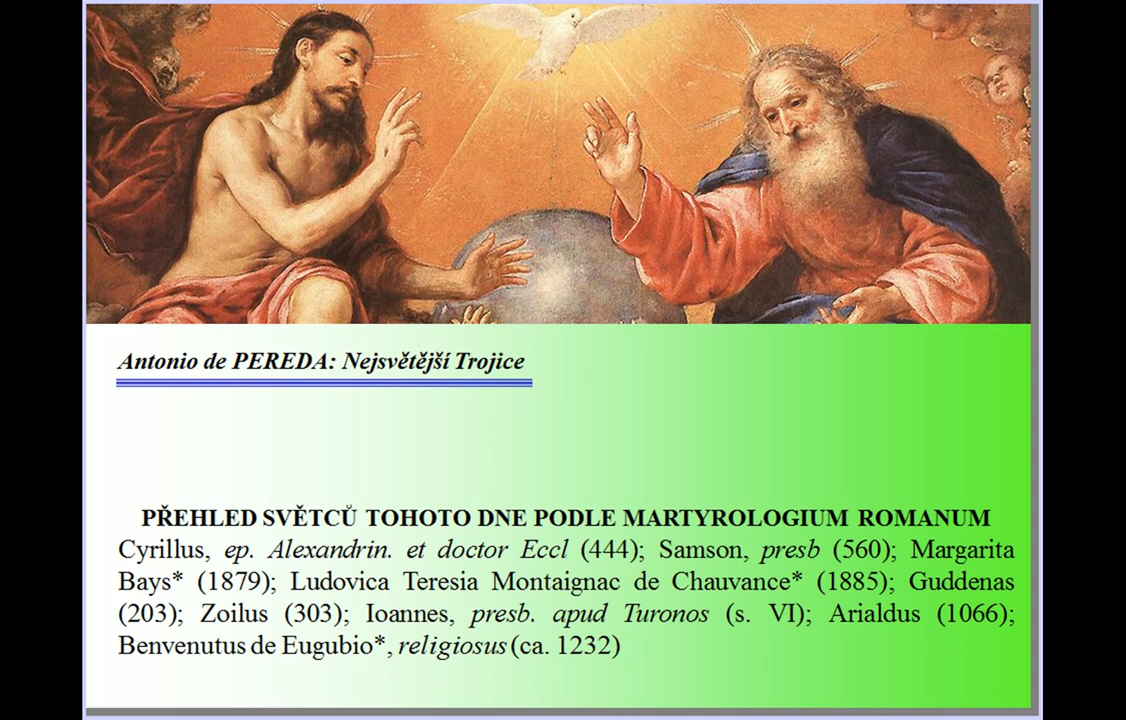 Antonio de PEREDA: Nejsvětější Trojice
PŘEHLED SVĚTCŮ TOHOTO DNE PODLE MARTYROLOGIUM ROMANUM
Cyrillus, ep. Alexandrin. et doctor Eccl (444); Samson, presb (560); Margarita
Bays* (1879); Ludovica Teresia Montaignac de Chauvance* (1885); Guddenas
(203); Zoilus (303); Ioannes, presb. apud Turonos (s. VI); Arialdus (1066);
Benvenutus de Eugubio*, religiosus (ca. 1232)